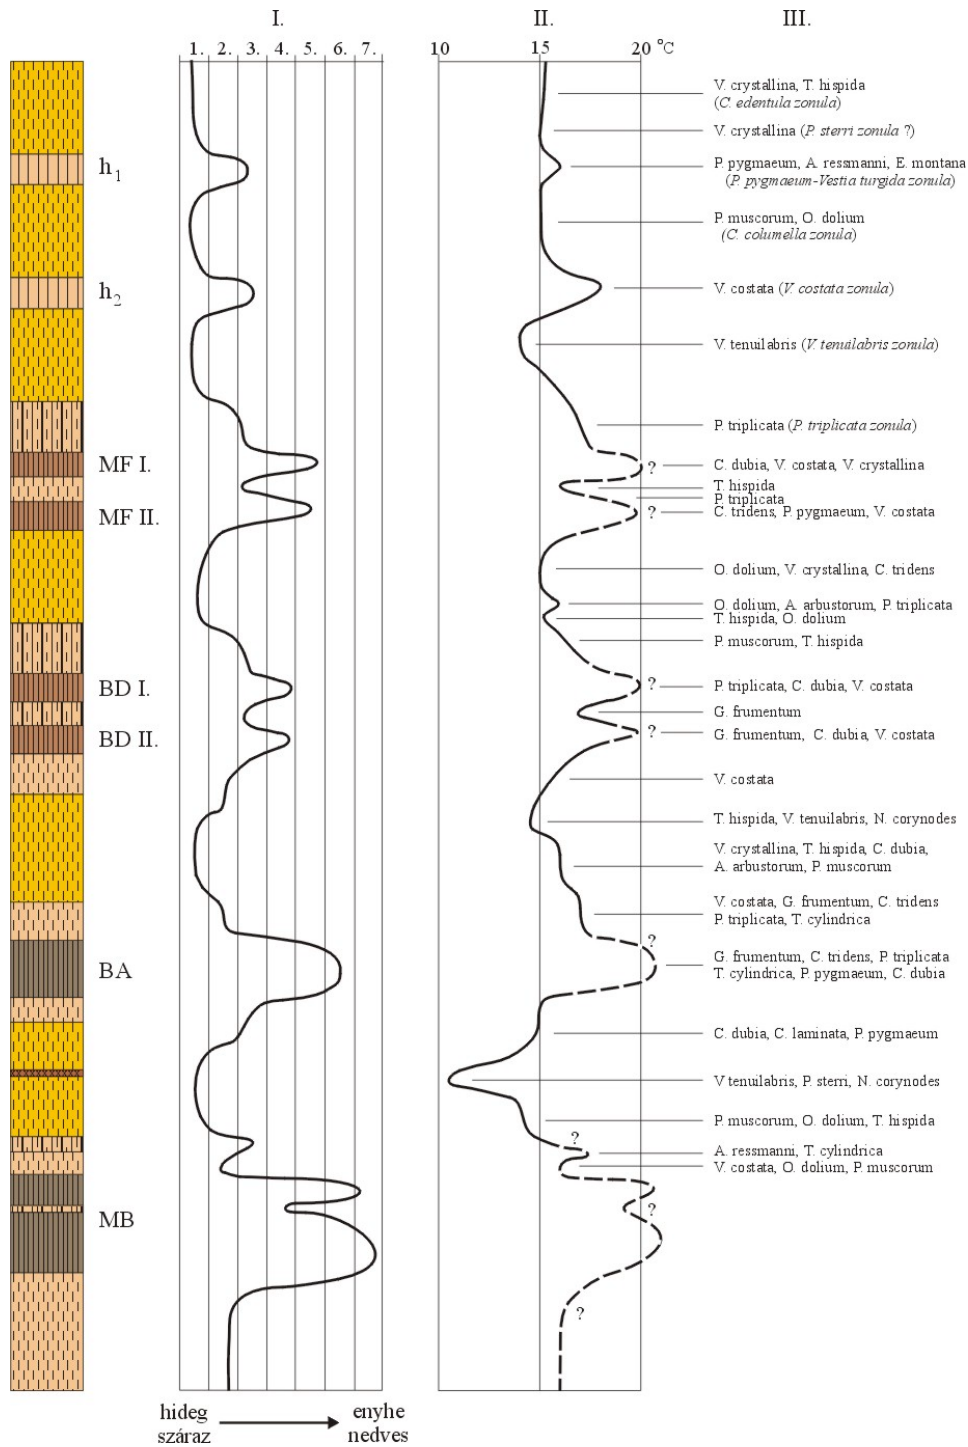 I. II. III.
1. 2. 3. 4. 5. 6. 7. 10 15 20 °C
V. crystallina, T. hispida
(C. edentula zonula)
V. crystallina (P. sterri zonula ?)
h1 P. pygmaeum, A. ressmanni, E. montana
(P. pygmaeum-Vestia turgida zonula)
P. muscorum, O. dolium
(C. columella zonula)
h2 V. costata (V. costata zonula)
V. tenuilabris (V. tenuilabris zonula)
P. triplicata (P. triplicata zonula)
MF I. ? C. dubia, V. costata, V. crystallina
T. hispida
P. triplicata
MF II. ? C. tridens, P. pygmaeum, V. costata
O. dolium, V. crystallina, C. tridens
O. dolium, A. arbustorum, P. triplicata
T. hispida, O. dolium
P. muscorum, T. hispida
BD I. ? P. triplicata, C. dubia, V. costata
G. frumentum
BD II. ? G. frumentum, C. dubia, V. costata
V. costata
T. hispida, V. tenuilabris, N. corynodes
V. crystallina, T. hispida, C. dubia,
A. arbustorum, P. muscorum
V. costata, G. frumentum, C. tridens
P. triplicata, T. cylindrica
?
G. frumentum, C. tridens, P. triplicata
BA T. cylindrica, P. pygmaeum, C. dubia
C. dubia, C. laminata, P. pygmaeum
V tenuilabris, P. sterri, N. corynodes
P. muscorum, O. dolium, T. hispida
?
A. ressmanni, T. cylindrica
V. costata, O. dolium, P. muscorum
?
MB
?
hideg enyhe
száraz nedves